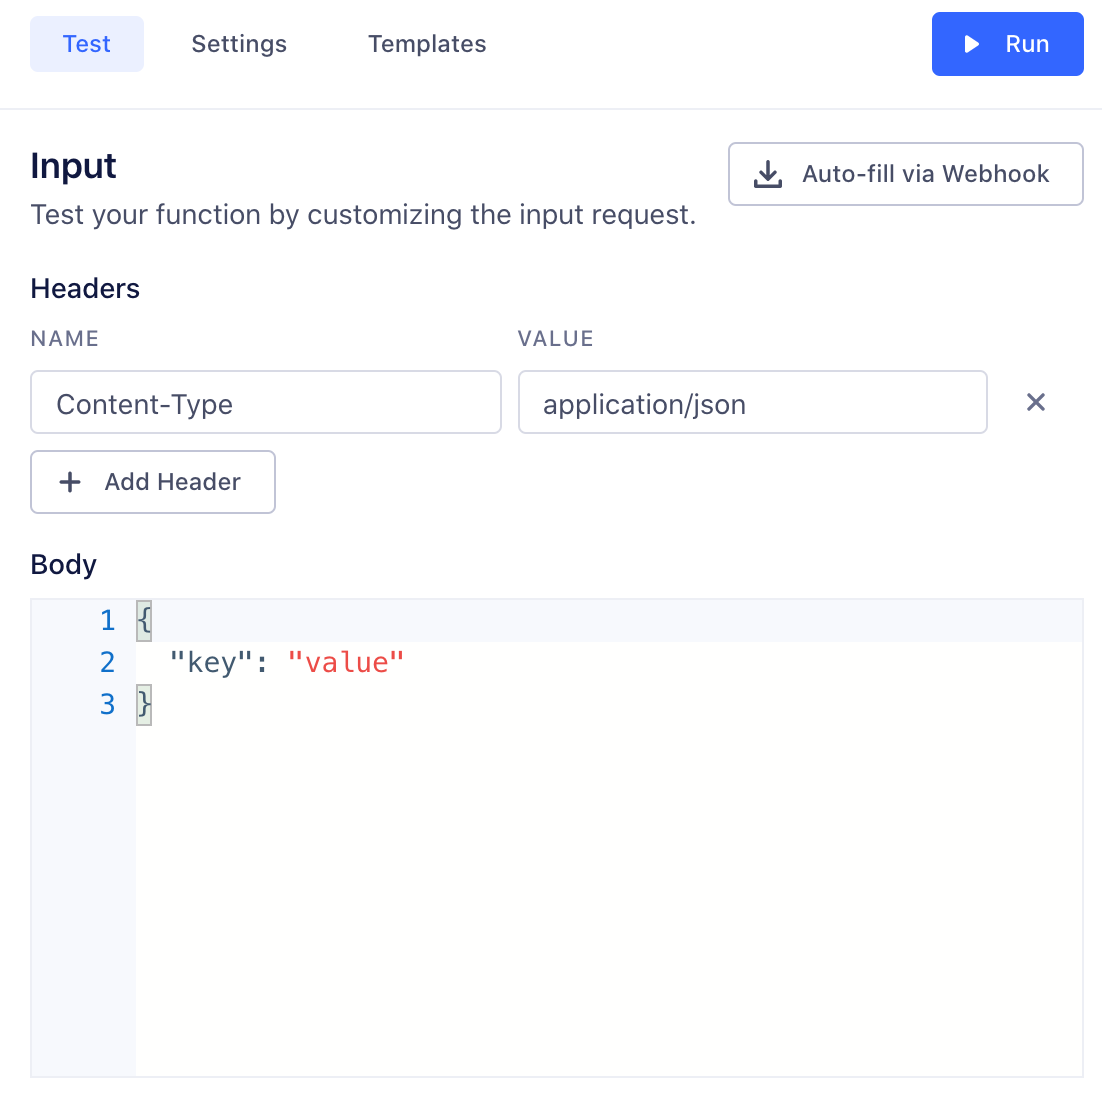 Test Settings Templates Run
Input
Auto-fill via Webhook
Test your function by customizing the input request.
Headers
NAME VALUE
Content-Type application/json
Add Header
Body
1 {
2 "key": "value"
3 }